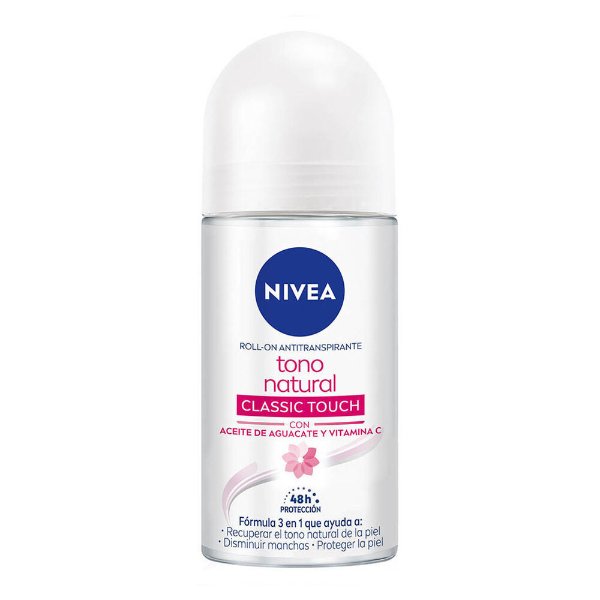 NIVEA
ROLL-ON ANTITRANSPIRANTE
tono
natural
CLASSIC TOUCH
CON
ACEITE DE AGUACATE Y VITAMINA C
48h
PROTECCIÓN
Fórmula 3 en 1 que ayuda a:
• Recuperar el tono natural de la piel
• Disminuir manchas • Proteger la piel